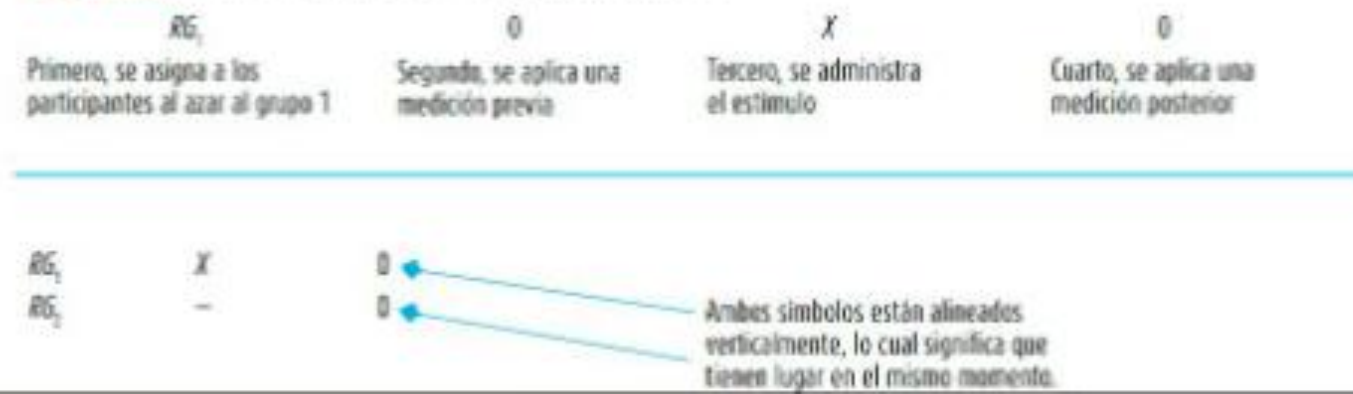 RG₁ 0 X 0
Primero, se asigna a los participantes al azar al grupo 1
Segundo, se aplica una medición previa
Tercero, se administra el estímulo
Cuarto, se aplica una medición posterior
RG₁ X 0
RG₂ – 0
Ambos símbolos están alineados
verticalmente, lo cual significa que
tienen lugar en el mismo momento.